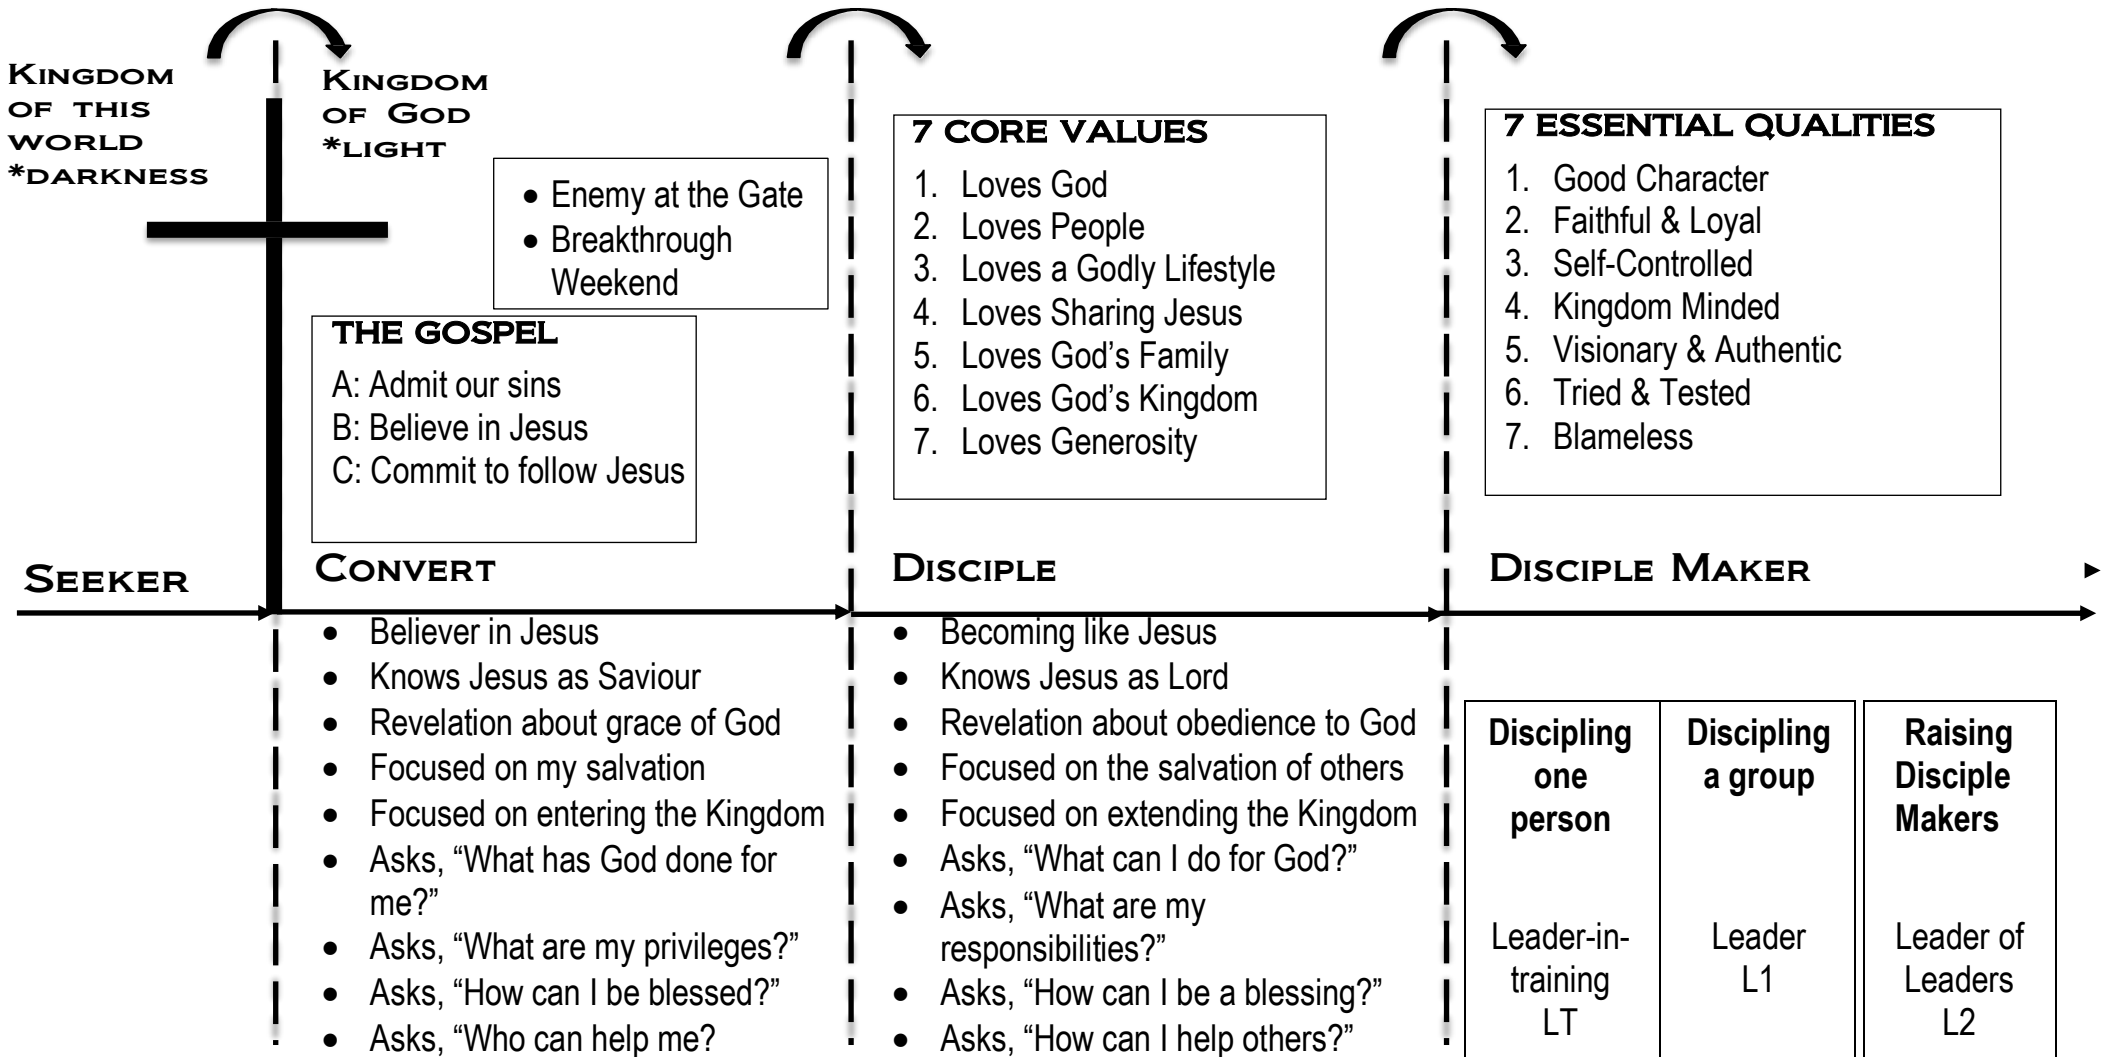 KINGDOM
OF THIS
WORLD
*DARKNESS
KINGDOM
OF GOD
*LIGHT
• Enemy at the Gate
• Breakthrough
Weekend
THE GOSPEL
A: Admit our sins
B: Believe in Jesus
C: Commit to follow Jesus
7 CORE VALUES
1. Loves God
2. Loves People
3. Loves a Godly Lifestyle
4. Loves Sharing Jesus
5. Loves God’s Family
6. Loves God’s Kingdom
7. Loves Generosity
7 ESSENTIAL QUALITIES
1. Good Character
2. Faithful & Loyal
3. Self-Controlled
4. Kingdom Minded
5. Visionary & Authentic
6. Tried & Tested
7. Blameless
SEEKER
CONVERT
DISCIPLE
DISCIPLE MAKER
• Believer in Jesus
• Knows Jesus as Saviour
• Revelation about grace of God
• Focused on my salvation
• Focused on entering the Kingdom
• Asks, “What has God done for
me?”
• Asks, “What are my privileges?”
• Asks, “How can I be blessed?”
• Asks, “Who can help me?
• Becoming like Jesus
• Knows Jesus as Lord
• Revelation about obedience to God
• Focused on the salvation of others
• Focused on extending the Kingdom
• Asks, “What can I do for God?”
• Asks, “What are my
responsibilities?”
• Asks, “How can I be a blessing?”
• Asks, “How can I help others?”
Discipling
one
person
Leader-in-
training
LT
Discipling
a group
Leader
L1
Raising
Disciple
Makers
Leader of
Leaders
L2